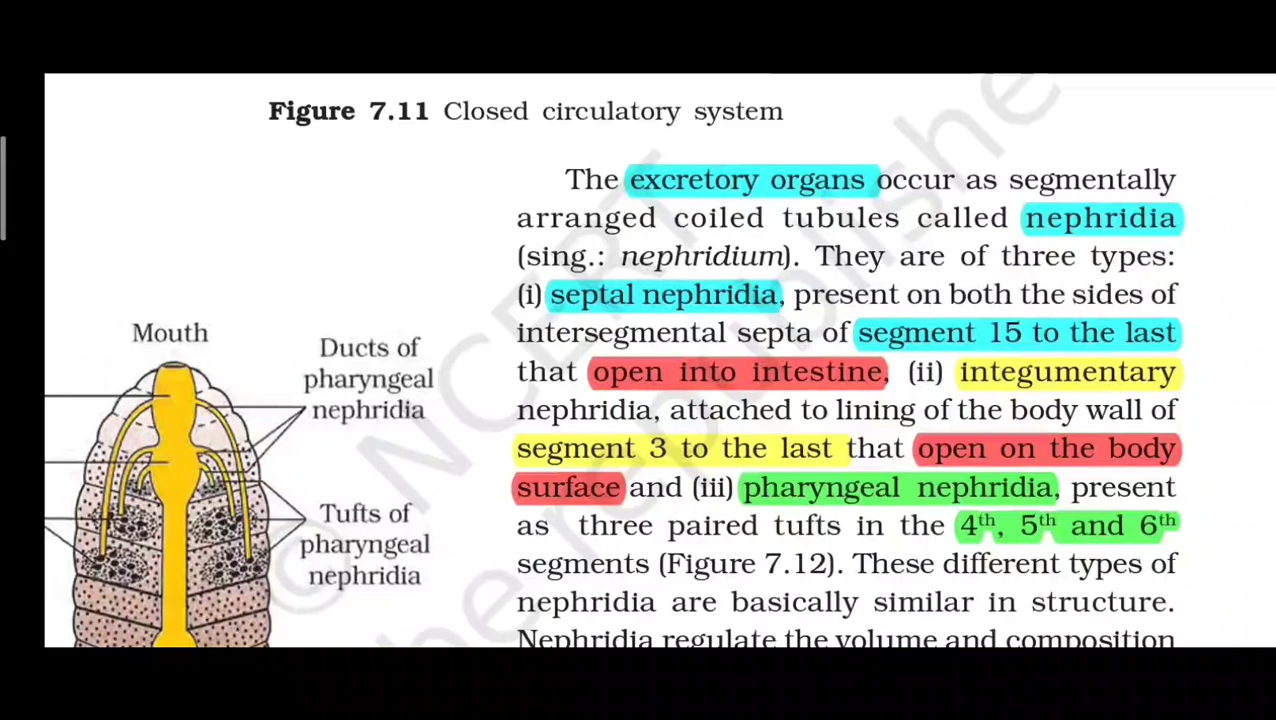 Figure 7.11 Closed circulatory system
The excretory organs occur as segmentally
arranged coiled tubules called nephridia
(sing.: nephridium). They are of three types:
(i) septal nephridia, present on both the sides of
intersegmental septa of segment 15 to the last
that open into intestine, (ii) integumentary
nephridia, attached to lining of the body wall of
segment 3 to the last that open on the body
surface and (iii) pharyngeal nephridia, present
as three paired tufts in the 4th, 5th and 6th
segments (Figure 7.12). These different types of
nephridia are basically similar in structure.
Nephridia regulate the volume and composition
Mouth
Ducts of
pharyngeal
nephridia
Tufts of
pharyngeal
nephridia
© NCERT
he republishe